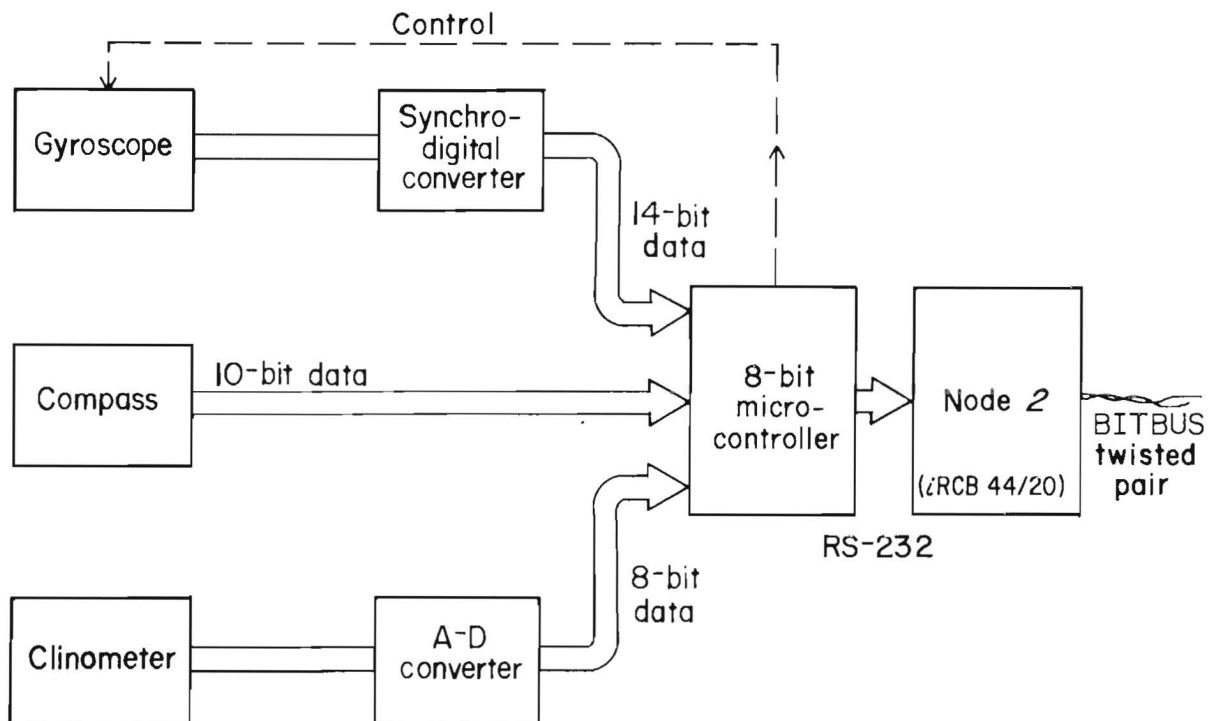 Control
Gyroscope
Synchro-
digital
converter
14-bit
data
Compass
10-bit data
8-bit
micro-
controller
Node 2
(iRCB 44/20)
BITBUS
twisted
pair
RS-232
8-bit
data
Clinometer
A-D
converter